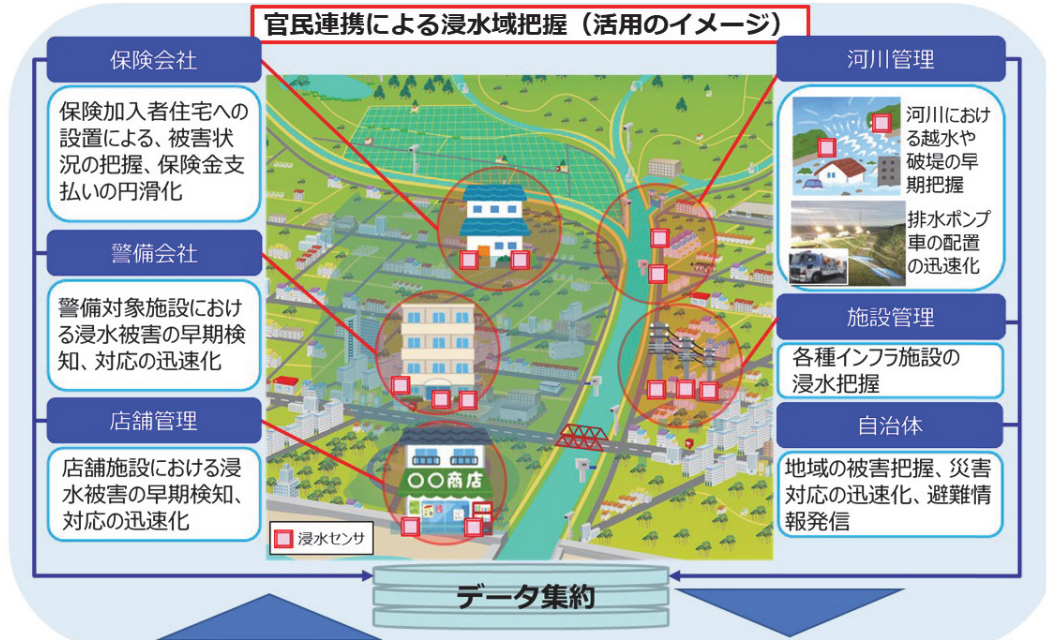 官民連携による浸水域把握（活用のイメージ）
保険会社
保険加入者住宅への
設置による、被害状
況の把握、保険金支
払いの円滑化
警備会社
警備対象施設におけ
る浸水被害の早期検
知、対応の迅速化
店舗管理
店舗施設における浸
水被害の早期検知、
対応の迅速化
〇〇商店
浸水センサ
河川管理
河川におけ
る越水や
破堤の早
期把握
排水ポンプ
車の配置
の迅速化
施設管理
各種インフラ施設の
浸水把握
自治体
地域の被害把握、災害
対応の迅速化、避難情
報発信
データ集約